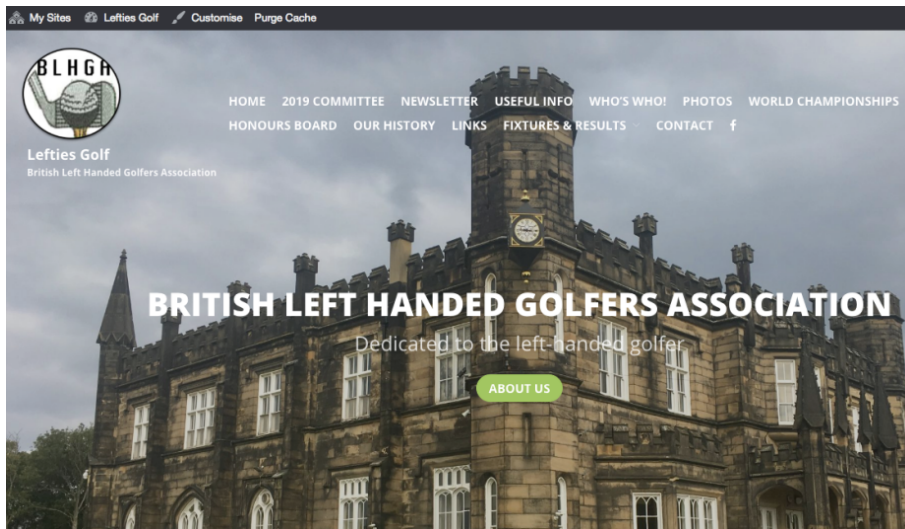 My Sites Lefties Golf Customise Purge Cache
BLHGA
HOME 2019 COMMITTEE NEWSLETTER USEFUL INFO WHO'S WHO! PHOTOS WORLD CHAMPIONSHIPS
HONOURS BOARD OUR HISTORY LINKS FIXTURES & RESULTS CONTACT f
Lefties Golf
British Left Handed Golfers Association
BRITISH LEFT HANDED GOLFERS ASSOCIATION
Dedicated to the left-handed golfer
ABOUT US